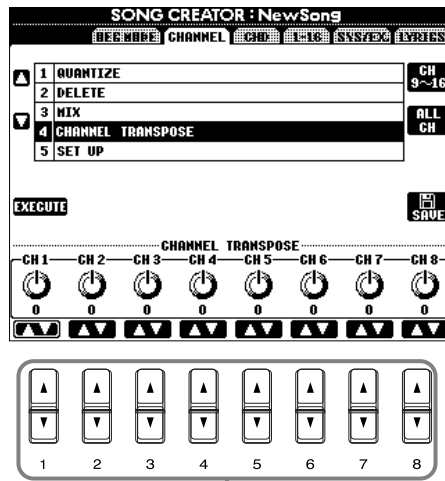 SONG CREATOR : NewSong
REC MODE CHANNEL CHD 1-16 SYS/EX. LYRICS
1 QUANTIZE
2 DELETE
3 MIX
4 CHANNEL TRANSPOSE
5 SET UP
CH 9~16
ALL CH
EXECUTE
SAVE
CHANNEL TRANSPOSE
CH 1 CH 2 CH 3 CH 4 CH 5 CH 6 CH 7 CH 8
0 0 0 0 0 0 0 0
1 2 3 4 5 6 7 8